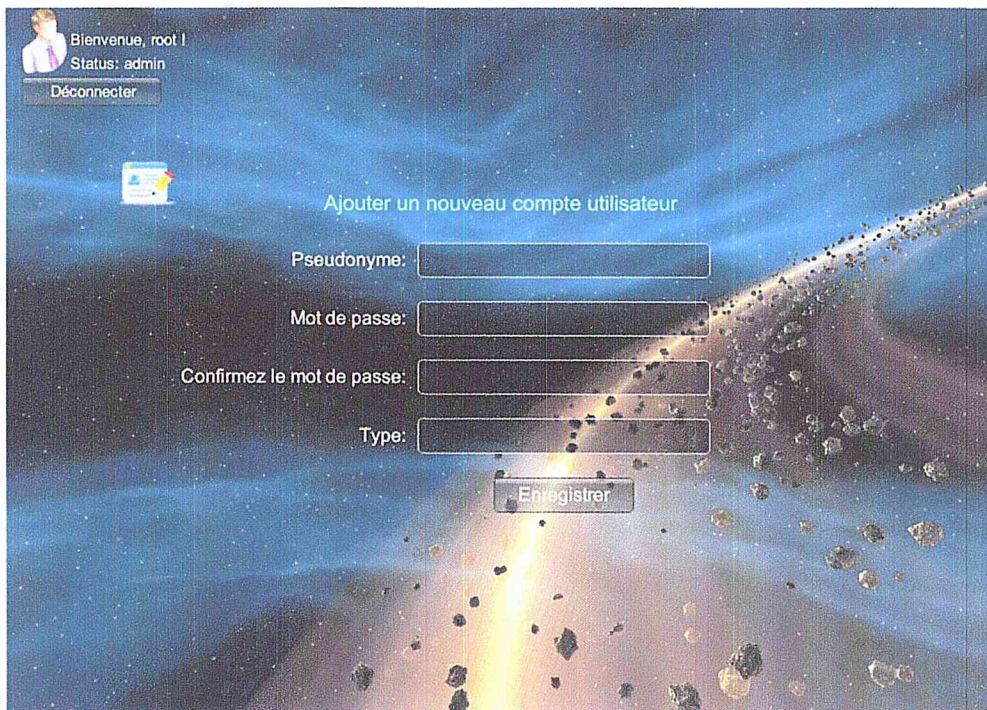 Bienvenue, root !
Status: admin
Déconnecter
Ajouter un nouveau compte utilisateur
Pseudonyme:
Mot de passe:
Confirmez le mot de passe:
Type:
Enregistrer